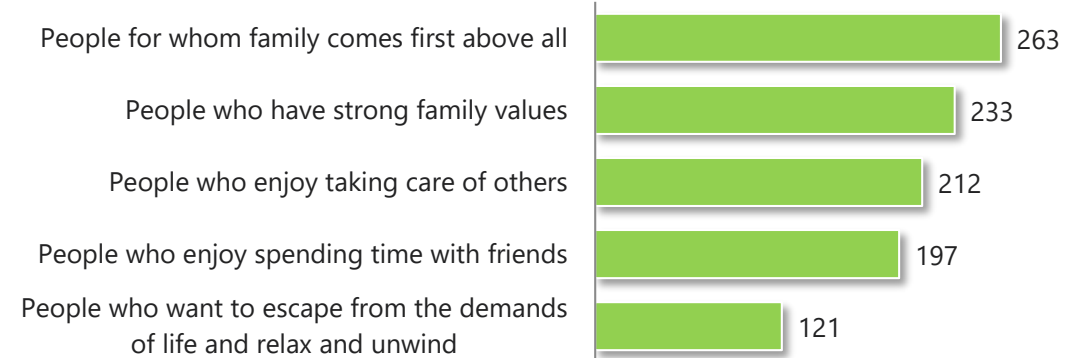 People for whom family comes first above all
263
People who have strong family values
233
People who enjoy taking care of others
212
People who enjoy spending time with friends
197
People who want to escape from the demands
of life and relax and unwind
121